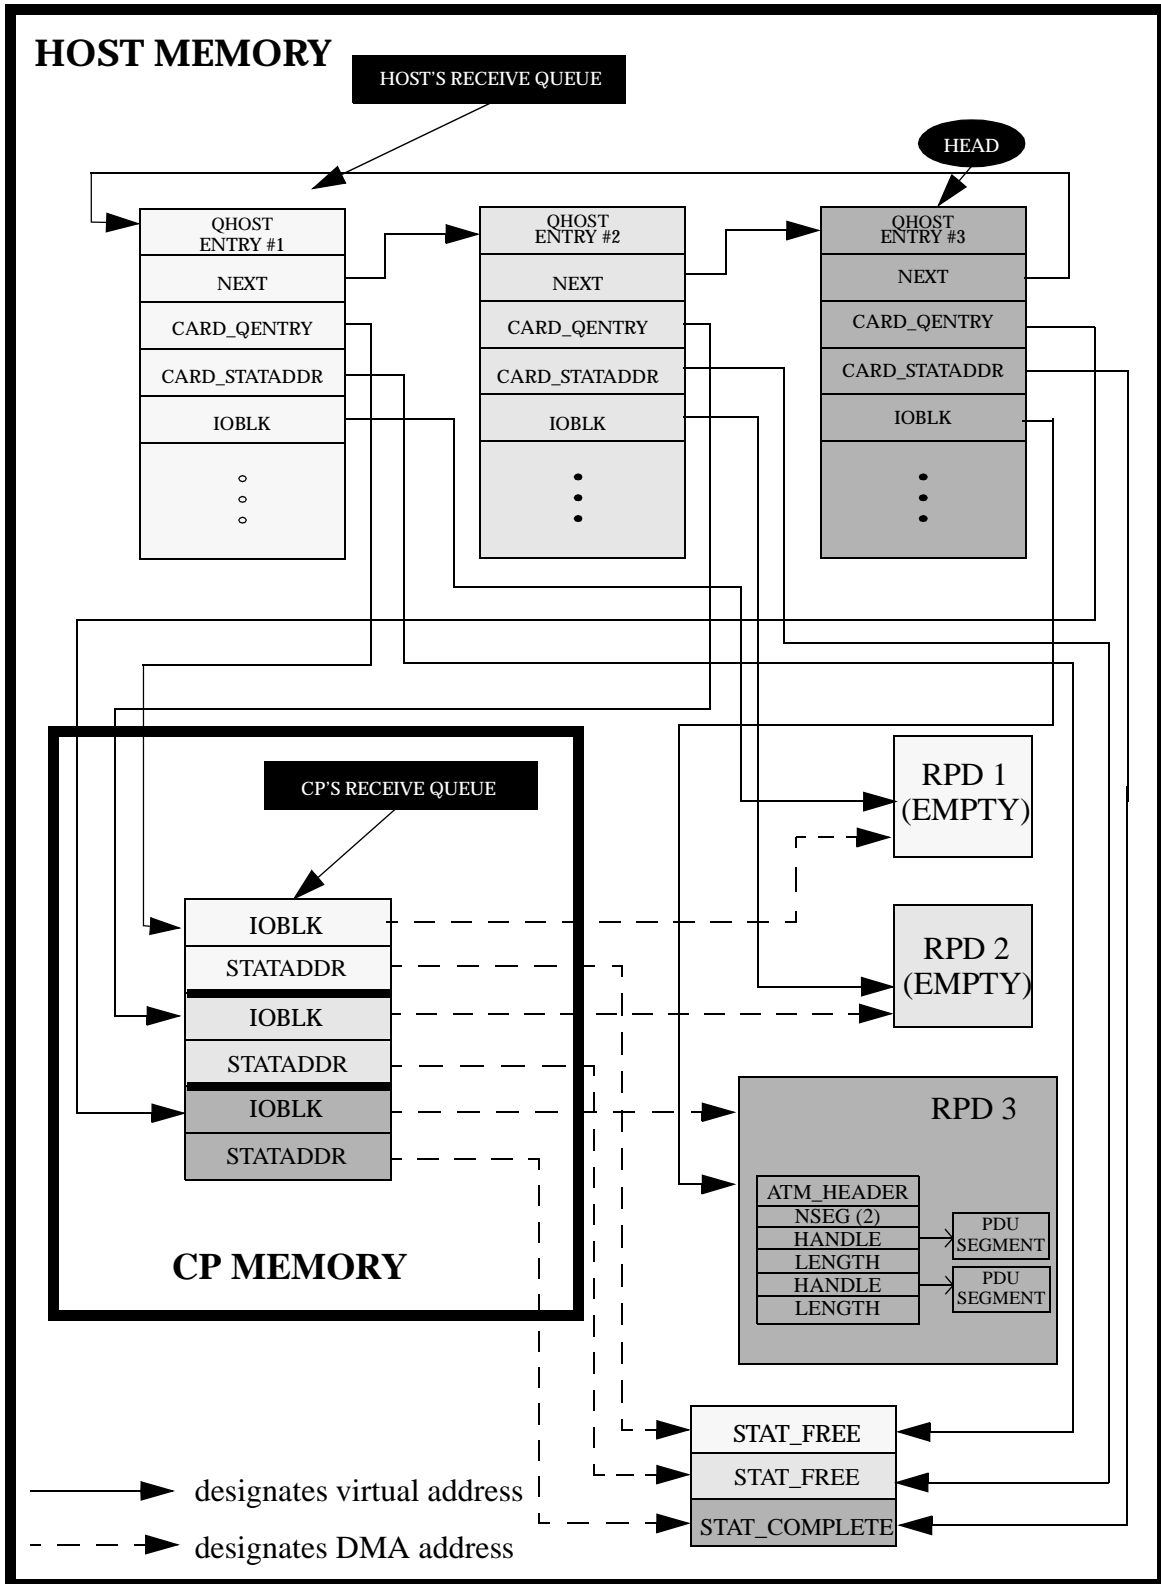 HOST MEMORY
HOST'S RECEIVE QUEUE
HEAD
QHOST
ENTRY #1
NEXT
CARD_QENTRY
CARD_STATADDR
IOBLK
QHOST
ENTRY #2
NEXT
CARD_QENTRY
CARD_STATADDR
IOBLK
QHOST
ENTRY #3
NEXT
CARD_QENTRY
CARD_STATADDR
IOBLK
CP'S RECEIVE QUEUE
IOBLK
STATADDR
IOBLK
STATADDR
IOBLK
STATADDR
CP MEMORY
RPD 1
(EMPTY)
RPD 2
(EMPTY)
RPD 3
ATM_HEADER
NSEG (2)
HANDLE
LENGTH
HANDLE
LENGTH
PDU
SEGMENT
PDU
SEGMENT
STAT_FREE
STAT_FREE
STAT_COMPLETE
designates virtual address
designates DMA address